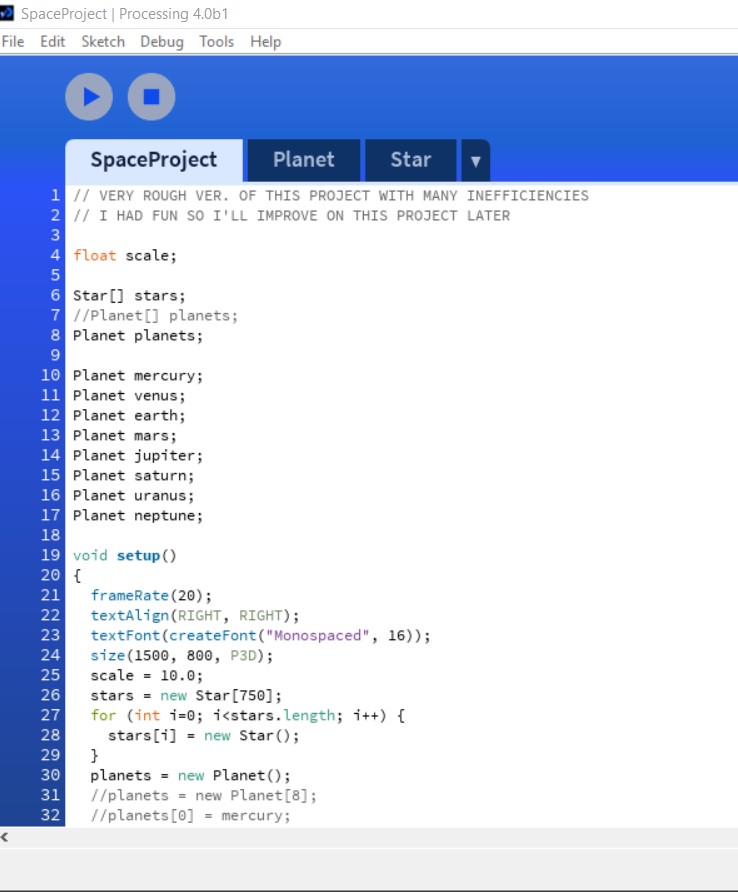 SpaceProject | Processing 4.0b1
File Edit Sketch Debug Tools Help
SpaceProject Planet Star ▼
1 // VERY ROUGH VER. OF THIS PROJECT WITH MANY INEFFICIENCIES
2 // I HAD FUN SO I'LL IMPROVE ON THIS PROJECT LATER
3
4 float scale;
5
6 Star[] stars;
7 //Planet[] planets;
8 Planet planets;
9
10 Planet mercury;
11 Planet venus;
12 Planet earth;
13 Planet mars;
14 Planet jupiter;
15 Planet saturn;
16 Planet uranus;
17 Planet neptune;
18
19 void setup()
20 {
21   frameRate(20);
22   textAlign(RIGHT, RIGHT);
23   textFont(createFont("Monospaced", 16));
24   size(1500, 800, P3D);
25   scale = 10.0;
26   stars = new Star[750];
27   for (int i=0; i<stars.length; i++) {
28     stars[i] = new Star();
29   }
30   planets = new Planet();
31   //planets = new Planet[8];
32   //planets[0] = mercury;